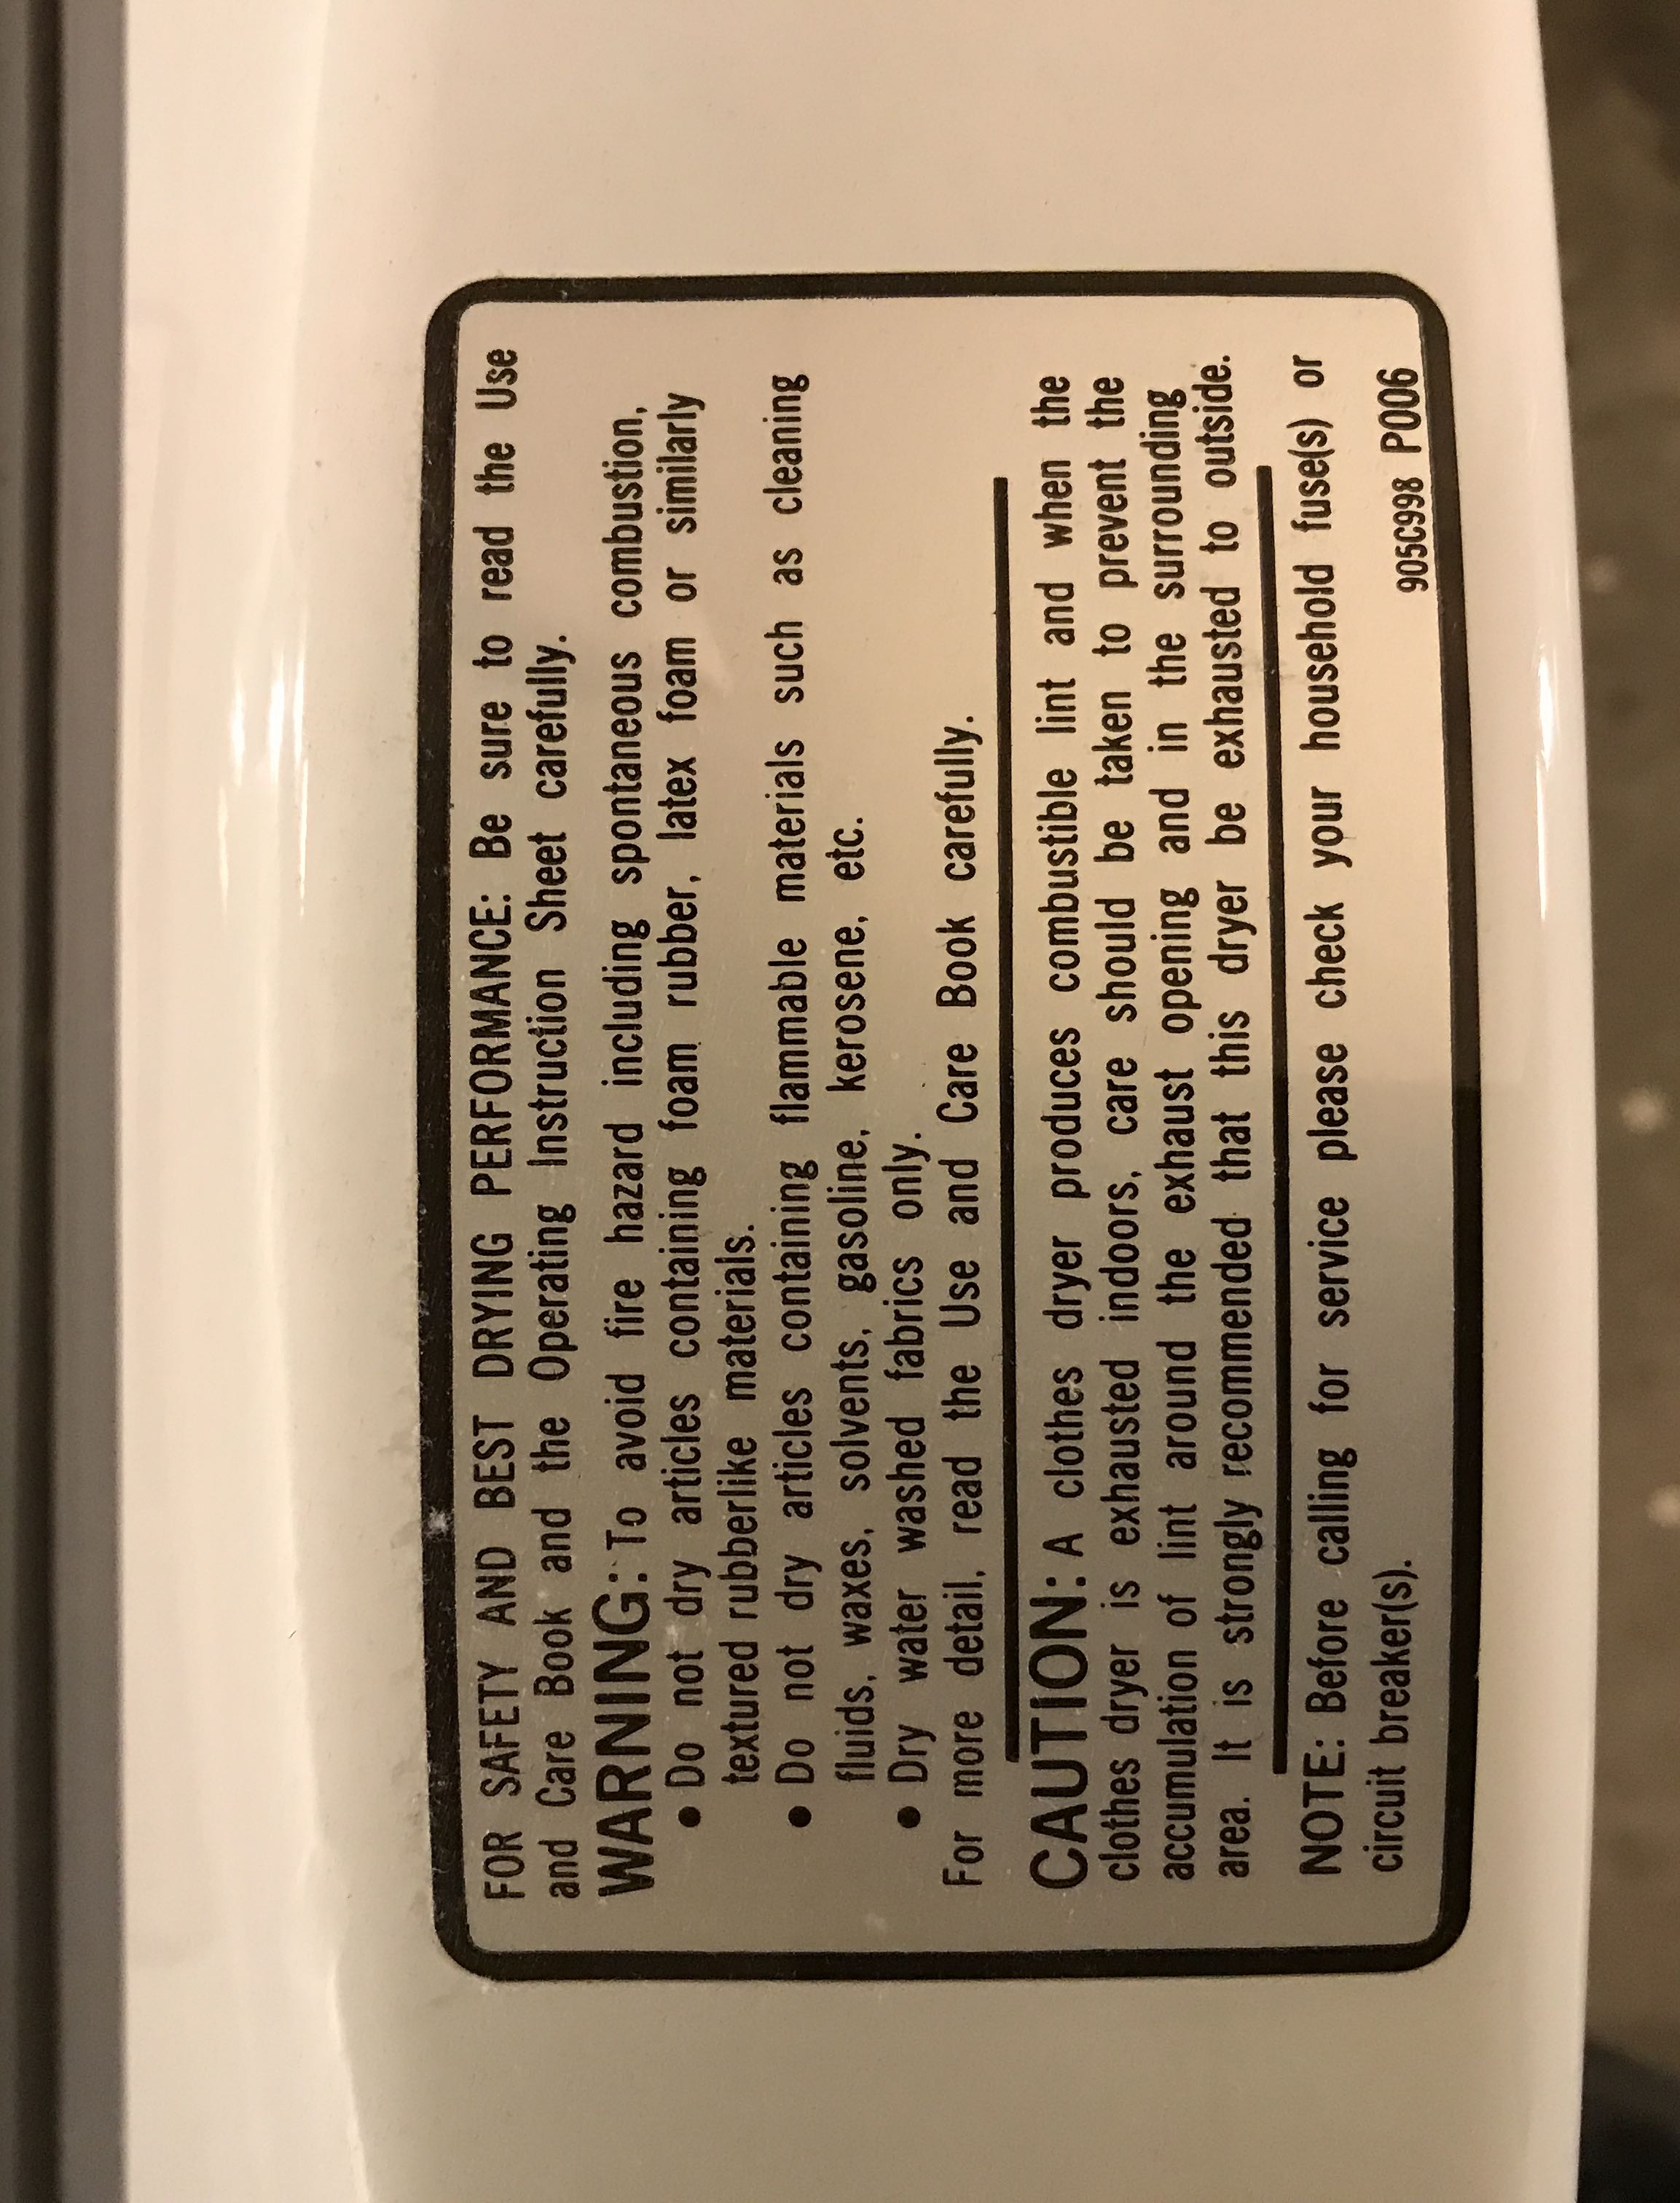 FOR SAFETY AND BEST DRYING PERFORMANCE: Be sure to read the Use
and Care Book and the Operating Instruction Sheet carefully.
WARNING: To avoid fire hazard including spontaneous combustion,
• Do not dry articles containing foam rubber, latex foam or similarly
textured rubberlike materials.
• Do not dry articles containing flammable materials such as cleaning
fluids, waxes, solvents, gasoline, kerosene, etc.
• Dry water washed fabrics only.
For more detail, read the Use and Care Book carefully.
CAUTION: A clothes dryer produces combustible lint and when the
clothes dryer is exhausted indoors, care should be taken to prevent the
accumulation of lint around the exhaust opening and in the surrounding
area. It is strongly recommended that this dryer be exhausted to outside.
NOTE: Before calling for service please check your household fuse(s) or
circuit breaker(s).
905C998 P006